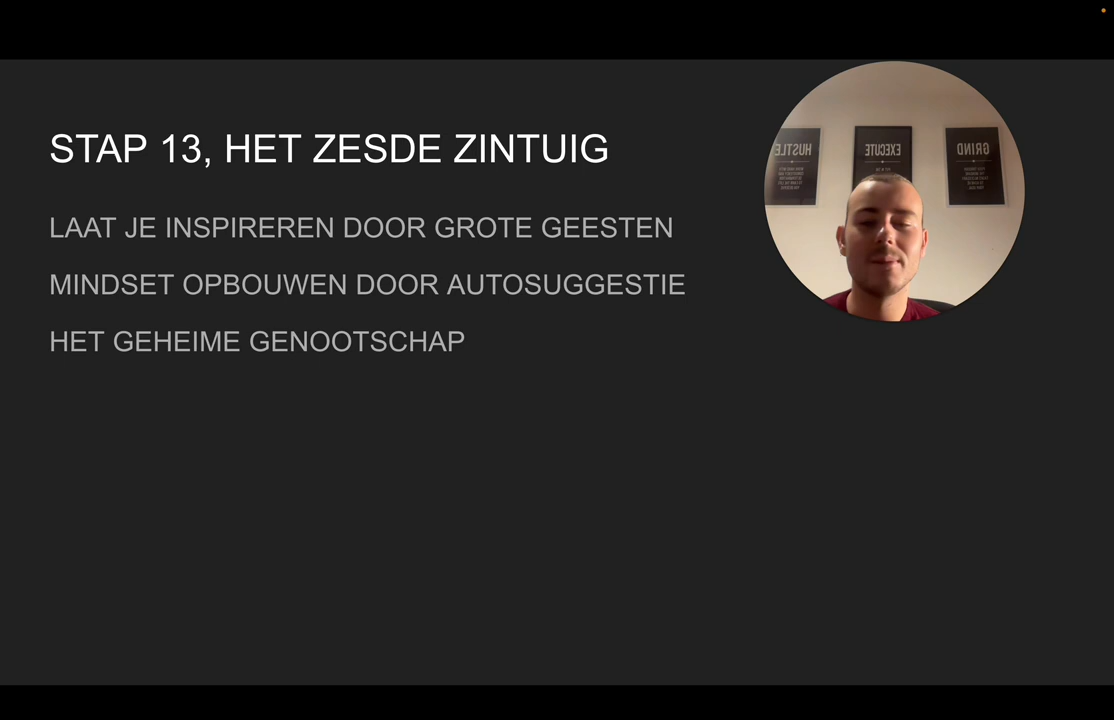 STAP 13, HET ZESDE ZINTUIG
LAAT JE INSPIREREN DOOR GROTE GEESTEN
MINDSET OPBOUWEN DOOR AUTOSUGGESTIE
HET GEHEIME GENOOTSCHAP
HUSTLE
EXECUTE
GRIND